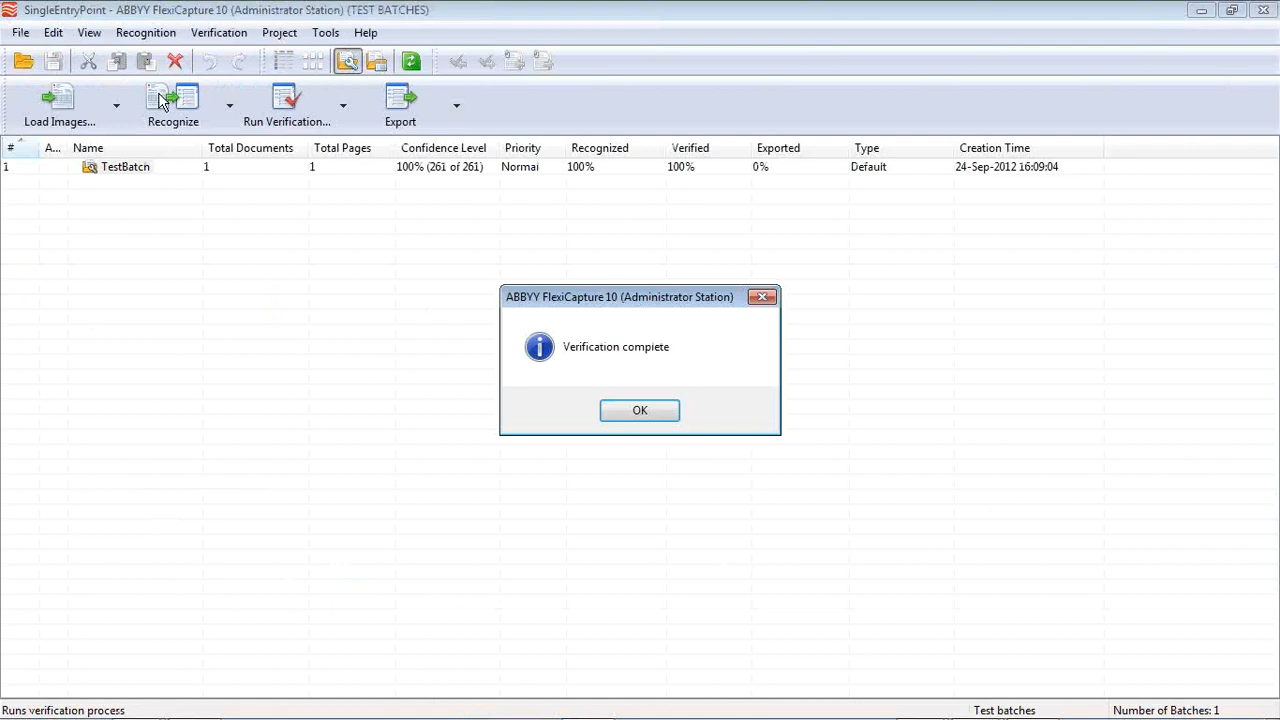 SingleEntryPoint - ABBYY FlexiCapture 10 (Administrator Station) (TEST BATCHES)
File Edit View Recognition Verification Project Tools Help
Load Images... Recognize Run Verification... Export
# A... Name Total Documents Total Pages Confidence Level Priority Recognized Verified Exported Type Creation Time
1 TestBatch 1 1 100% (261 of 261) Normal 100% 100% 0% Default 24-Sep-2012 16:09:04
ABBYY FlexiCapture 10 (Administrator Station)
Verification complete
OK
Runs verification process Test batches Number of Batches: 1